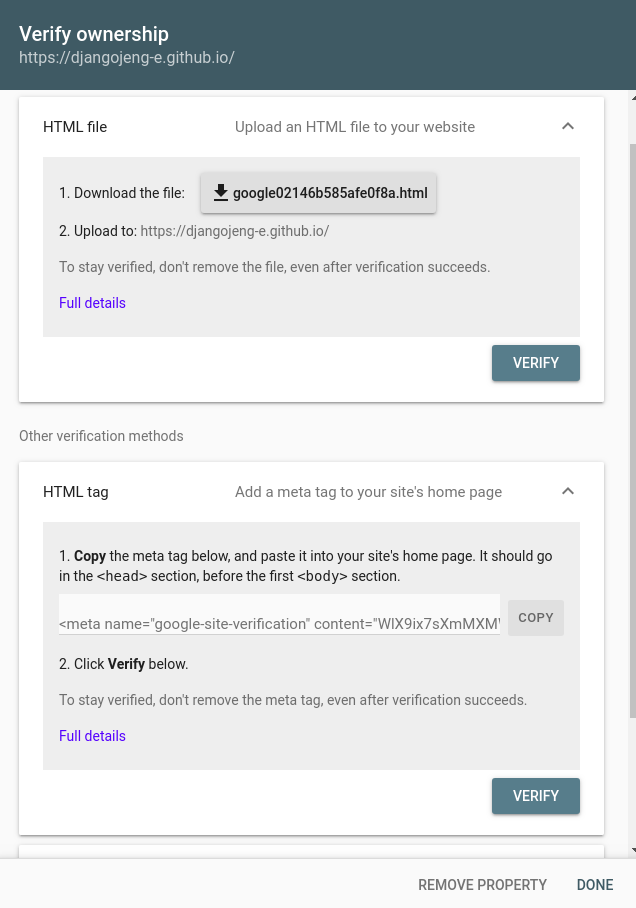 Verify ownership
https://djangojeng-e.github.io/
HTML file Upload an HTML file to your website
1. Download the file: google02146b585afe0f8a.html
2. Upload to: https://djangojeng-e.github.io/
To stay verified, don't remove the file, even after verification succeeds.
Full details
VERIFY
Other verification methods
HTML tag Add a meta tag to your site's home page
1. Copy the meta tag below, and paste it into your site's home page. It should go
in the <head> section, before the first <body> section.
<meta name="google-site-verification" content="WlX9ix7sXmMXM
COPY
2. Click Verify below.
To stay verified, don't remove the meta tag, even after verification succeeds.
Full details
VERIFY
REMOVE PROPERTY DONE